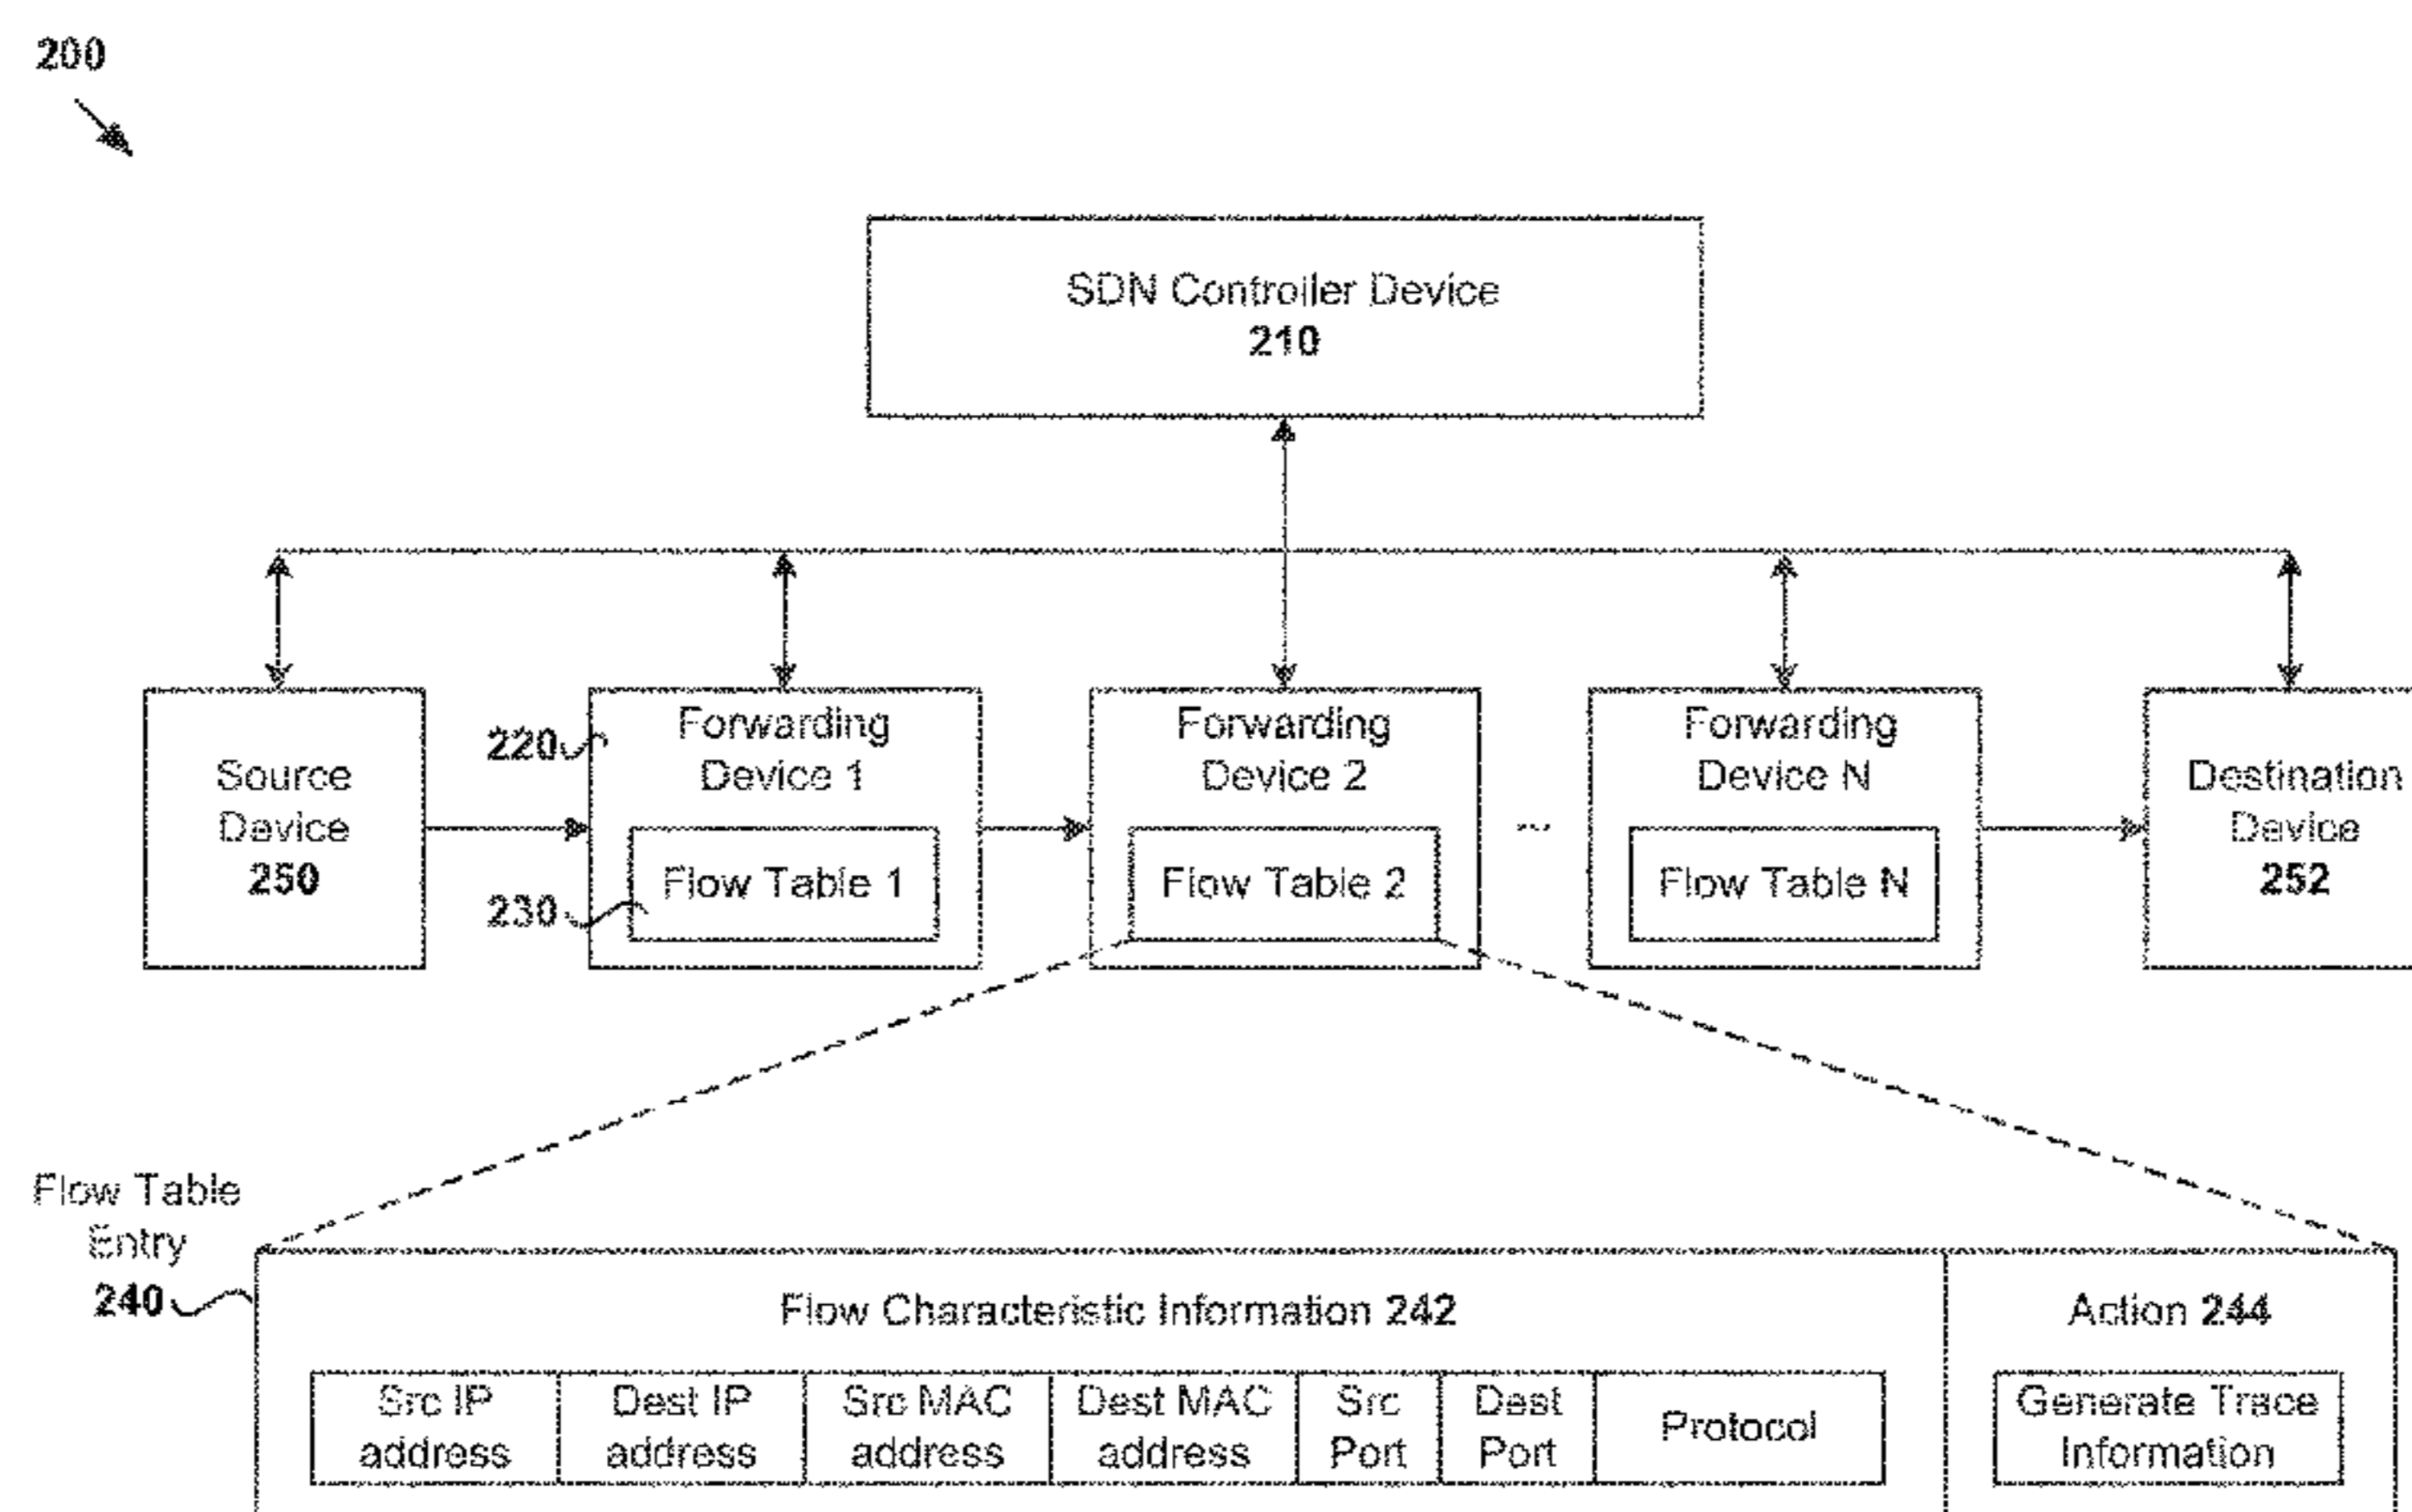 200
SDN Controller Device
210
Source
Device
250
220
Forwarding
Device 1
230
Flow Table 1
Forwarding
Device 2
Flow Table 2
...
Forwarding
Device N
Flow Table N
Destination
Device
252
Flow Table
Entry
240
Flow Characteristic Information 242
Action 244
Src IP
address
Dest IP
address
Src MAC
address
Dest MAC
address
Src
Port
Dest
Port
Protocol
Generate Trace
Information